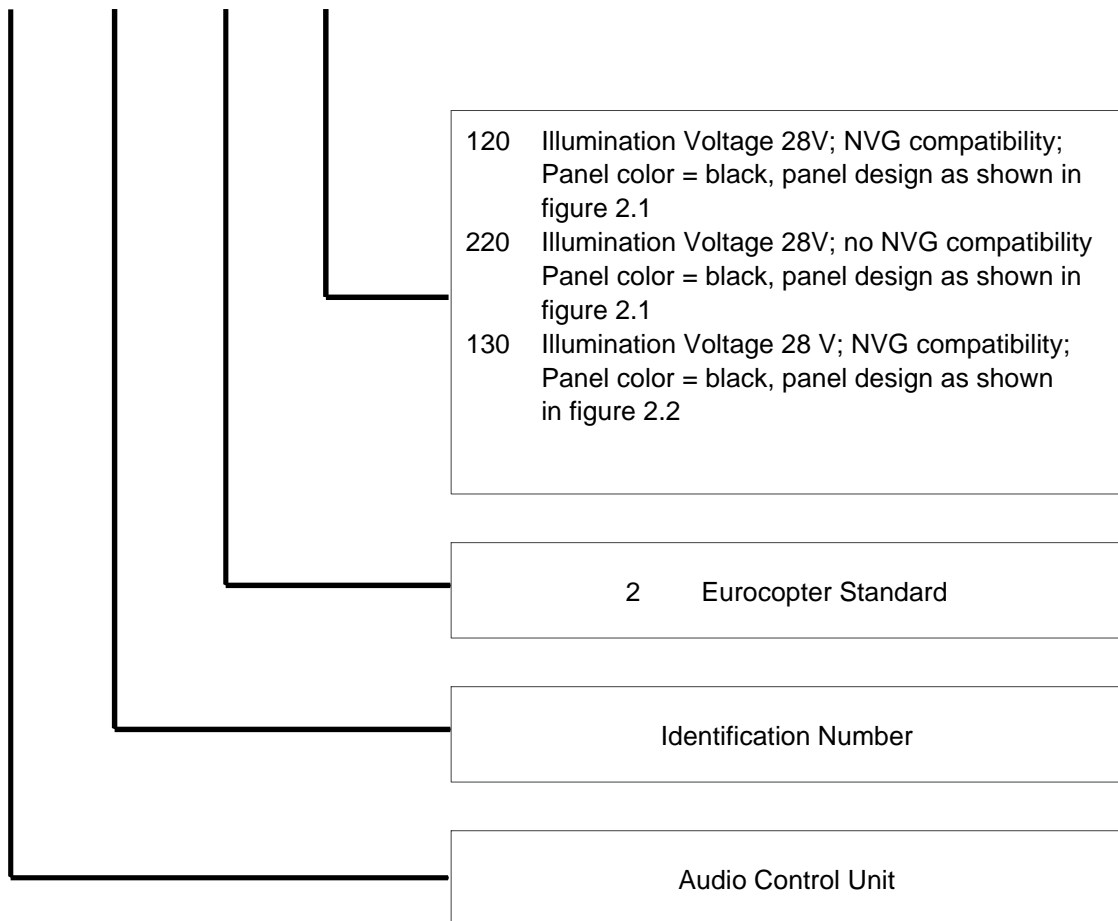 120 Illumination Voltage 28V; NVG compatibility;
Panel color = black, panel design as shown in
figure 2.1
220 Illumination Voltage 28V; no NVG compatibility
Panel color = black, panel design as shown in
figure 2.1
130 Illumination Voltage 28 V; NVG compatibility;
Panel color = black, panel design as shown
in figure 2.2
2 Eurocopter Standard
Identification Number
Audio Control Unit